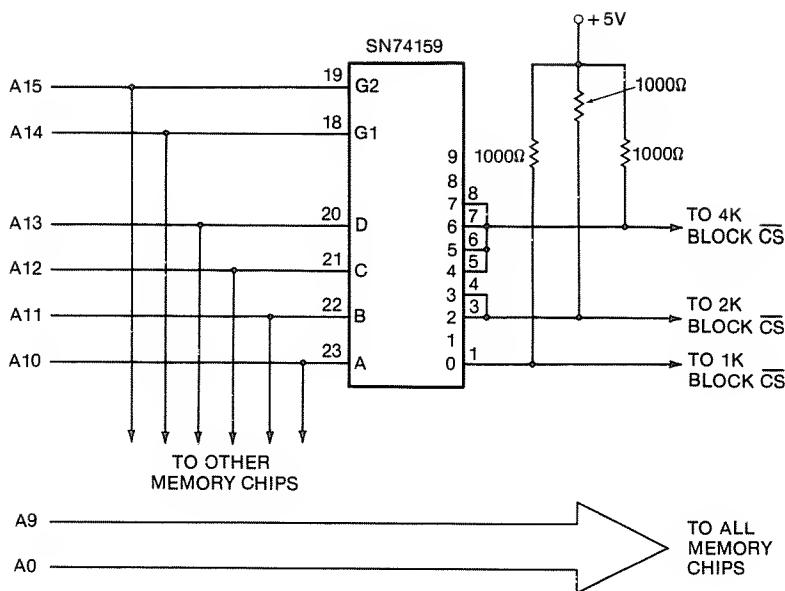 +5V
SN74159
A15
19
G2
1000Ω
A14
18
G1
1000Ω
1000Ω
9
8
7
8
6
7
TO 4K
BLOCK CS
A13
20
D
5
6
4
5
A12
21
C
3
4
A11
22
B
2
3
TO 2K
BLOCK CS
1
A10
23
A
0
1
TO 1K
BLOCK CS
TO OTHER
MEMORY CHIPS
A9
A0
TO ALL
MEMORY
CHIPS